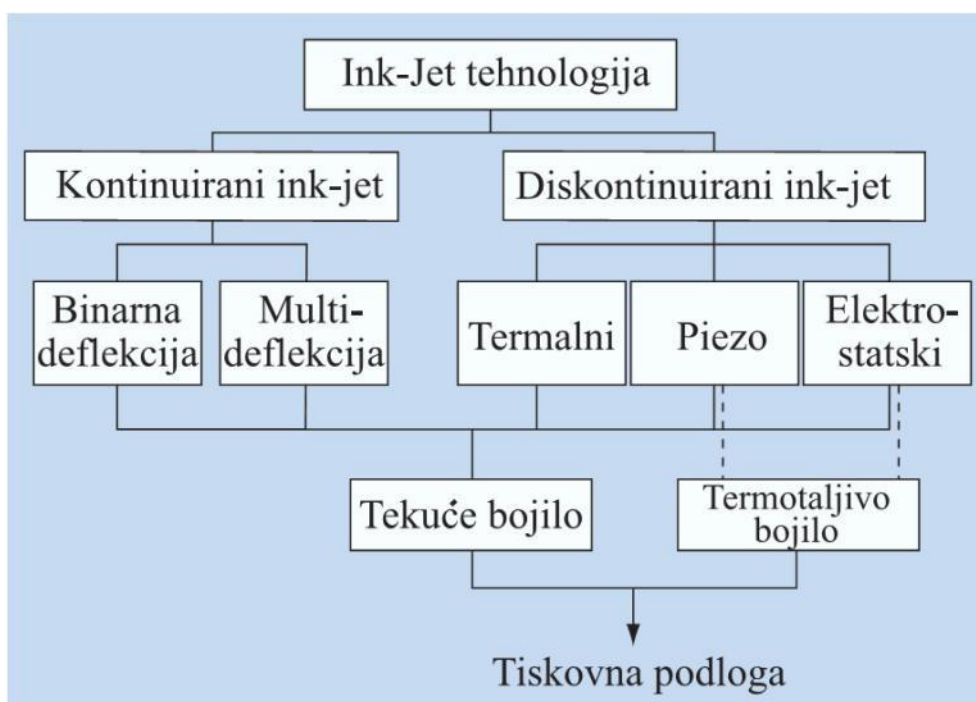 Ink-Jet tehnologija
Kontinuirani ink-jet
Diskontinuirani ink-jet
Binarna
deflekcija
Multi-
deflekcija
Termalni
Piezo
Elektro-
statski
Tekuće bojilo
Termotaljivo
bojilo
Tiskovna podloga